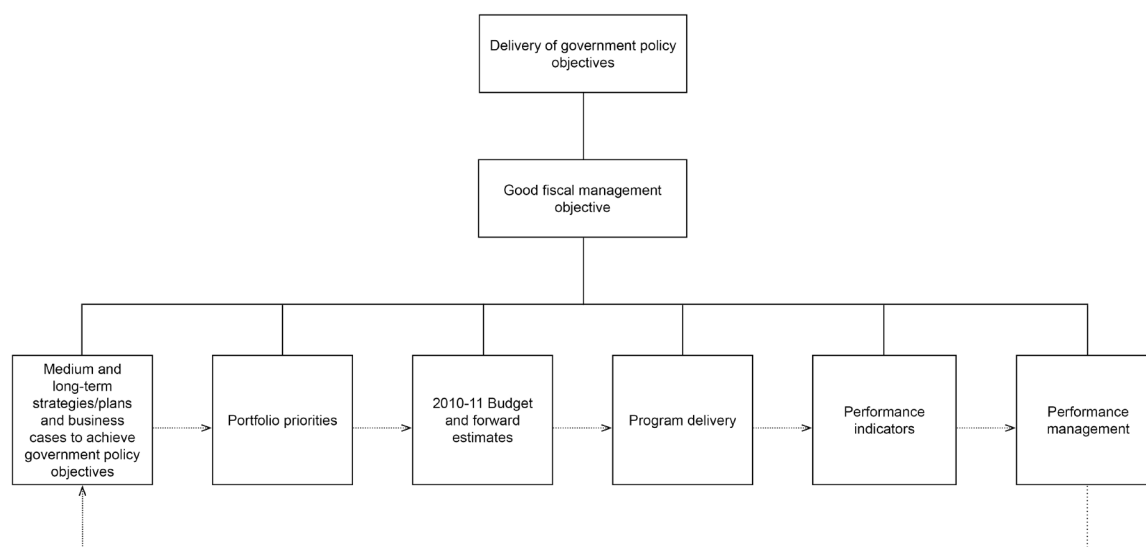 Delivery of government policy
objectives
Good fiscal management
objective
Medium and
long-term
strategies/plans
and business
cases to achieve
government policy
objectives
Portfolio priorities
2010-11 Budget
and forward
estimates
Program delivery
Performance
indicators
Performance
management